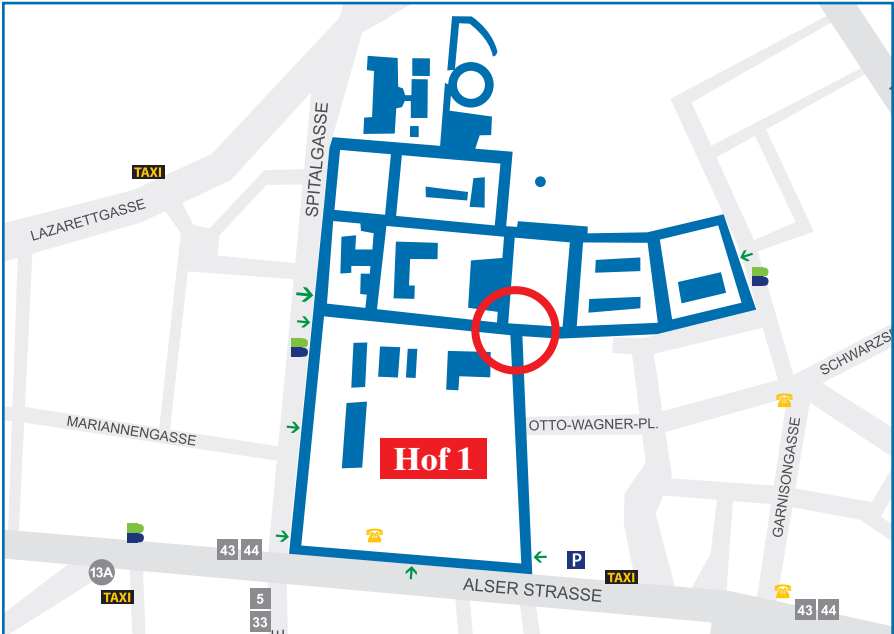 TAXI
SPITALGASSE
LAZARETTGASSE
SCHWARZS
MARIANNENGASSE
OTTO-WAGNER-PL.
GARNISONGASSE
Hof 1
43 44
13A
TAXI
5
33
ALSER STRASSE
P
TAXI
43 44